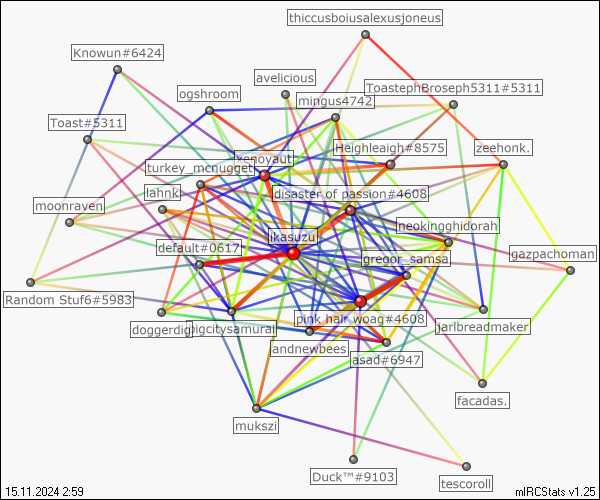 thiccusboiusalexusjoneus
Knowun#6424
avelicious
ToastephBroseph5311#5311
ogshroom
mingus4742
Toast#5311
Heighleaigh#8575
zeehonk.
xenoyaut
turkey_mcnugget
lahnki
disaster of passion#4608
moonraven
neokinghidorah
ikasuzu
default#0617
gazpachoman
gregor_samsa
Random Stuf6#5983
pink hair woag#4608
doggerdig
bigcitysamurai
jarlbreadmaker
andnewbees
asad#6947
facadas.
mukszi
Duck™#9103
tescoroll
15.11.2024 2:59
mIRCStats v1.25